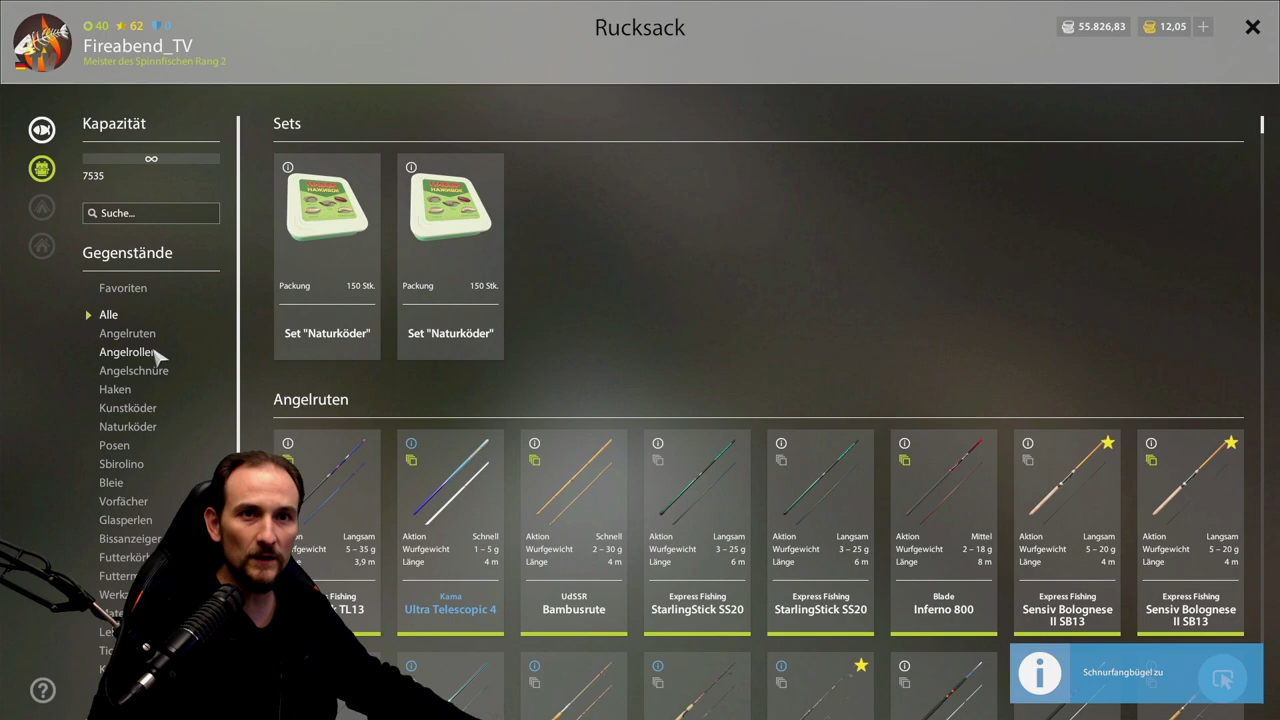 40 62 0
Fireabend_TV
Meister des Spinnfischen Rang 2
Rucksack
55.826,83
12,05 +
Kapazität
∞
7535
Suche...
Gegenstände
Favoriten
Alle
Angelruten
Angelrollen
Angelschnüre
Haken
Kunstköder
Naturköder
Posen
Sbirolino
Bleie
Vorfächer
Glasperlen
Bissanzeiger
Sets
Packung 150 Stk.
Set "Naturköder"
Packung 150 Stk.
Set "Naturköder"
Angelruten
Langsam
5 – 35 g
3,9 m
Fishing
TL13
Aktion Schnell
Wurfgewicht 1 – 5 g
Länge 4 m
Kama
Ultra Telescopic 4
Aktion Schnell
Wurfgewicht 2 – 30 g
Länge 4 m
UdSSR
Bambusrute
Aktion Langsam
Wurfgewicht 3 – 25 g
Länge 6 m
Express Fishing
StarlingStick SS20
Aktion Langsam
Wurfgewicht 3 – 25 g
Länge 6 m
Express Fishing
StarlingStick SS20
Aktion Mittel
Wurfgewicht 2 – 18 g
Länge 8 m
Blade
Inferno 800
Aktion Langsam
Wurfgewicht 5 – 20 g
Länge 4 m
Express Fishing
Sensiv Bolognese
II SB13
Aktion Langsam
Wurfgewicht 5 – 20 g
Länge 4 m
Express Fishing
Sensiv Bolognese
II SB13
Schnurfangbügel zu
?